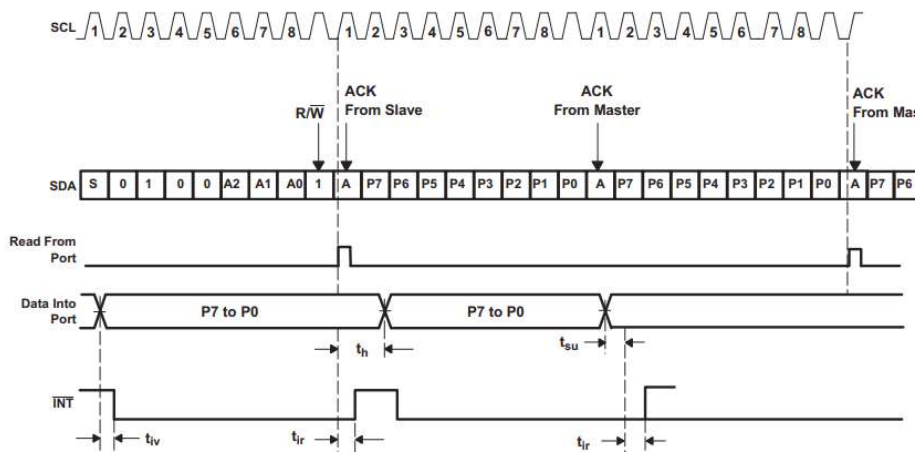 SCL 1 2 3 4 5 6 7 8 1 2 3 4 5 6 7 8 1 2 3 4 5 6 7 8
R/W̅
ACK
From Slave
ACK
From Master
ACK
From Mas
SDA S 0 1 0 0 A2 A1 A0 1 A P7 P6 P5 P4 P3 P2 P1 P0 A P7 P6 P5 P4 P3 P2 P1 P0 A P7 P6
Read From
Port
Data Into
Port
P7 to P0 P7 to P0
th tsu
I̅N̅T̅
tiv tir tir